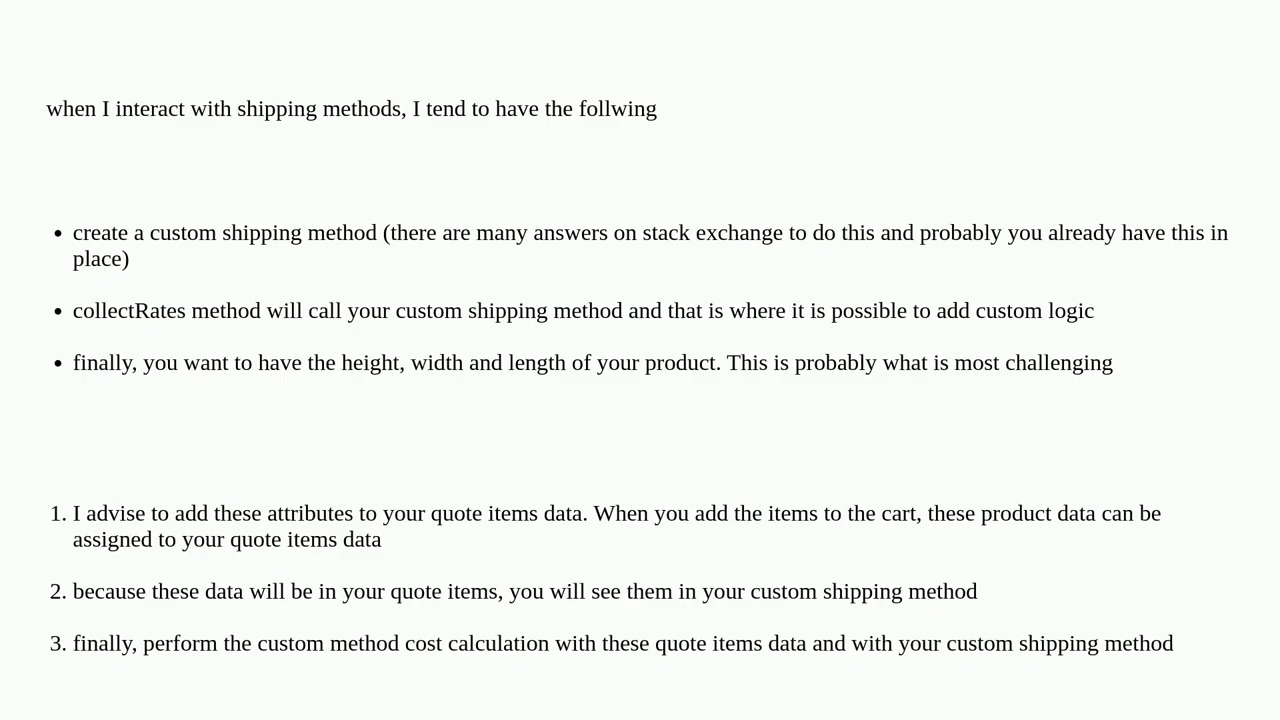 when I interact with shipping methods, I tend to have the follwing
• create a custom shipping method (there are many answers on stack exchange to do this and probably you already have this in
place)
• collectRates method will call your custom shipping method and that is where it is possible to add custom logic
• finally, you want to have the height, width and length of your product. This is probably what is most challenging
1. I advise to add these attributes to your quote items data. When you add the items to the cart, these product data can be
assigned to your quote items data
2. because these data will be in your quote items, you will see them in your custom shipping method
3. finally, perform the custom method cost calculation with these quote items data and with your custom shipping method